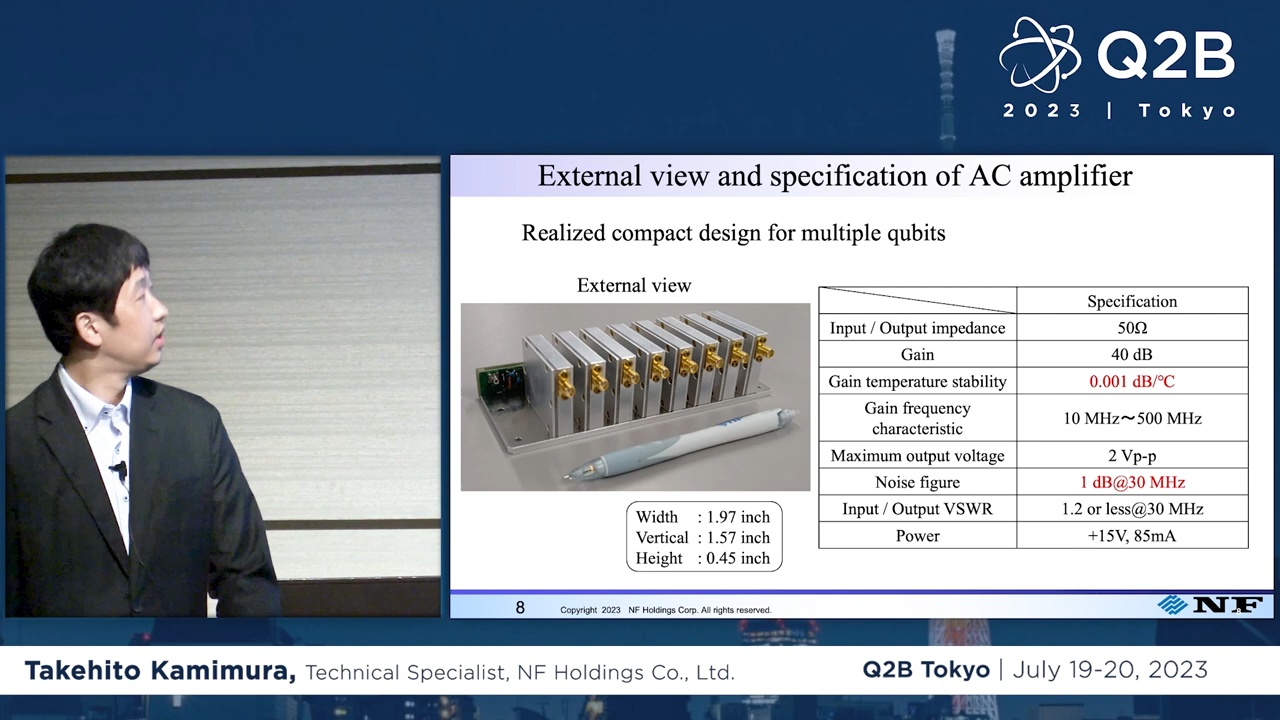 Q2B
2023 | Tokyo
External view and specification of AC amplifier
Realized compact design for multiple qubits
External view
Specification
Input / Output impedance 50Ω
Gain 40 dB
Gain temperature stability 0.001 dB/℃
Gain frequency
characteristic 10 MHz～500 MHz
Maximum output voltage 2 Vp-p
Noise figure 1 dB@30 MHz
Input / Output VSWR 1.2 or less@30 MHz
Power +15V, 85mA
Width : 1.97 inch
Vertical : 1.57 inch
Height : 0.45 inch
8
Copyright 2023 NF Holdings Corp. All rights reserved.
NF
Takehito Kamimura, Technical Specialist, NF Holdings Co., Ltd.
Q2B Tokyo | July 19-20, 2023